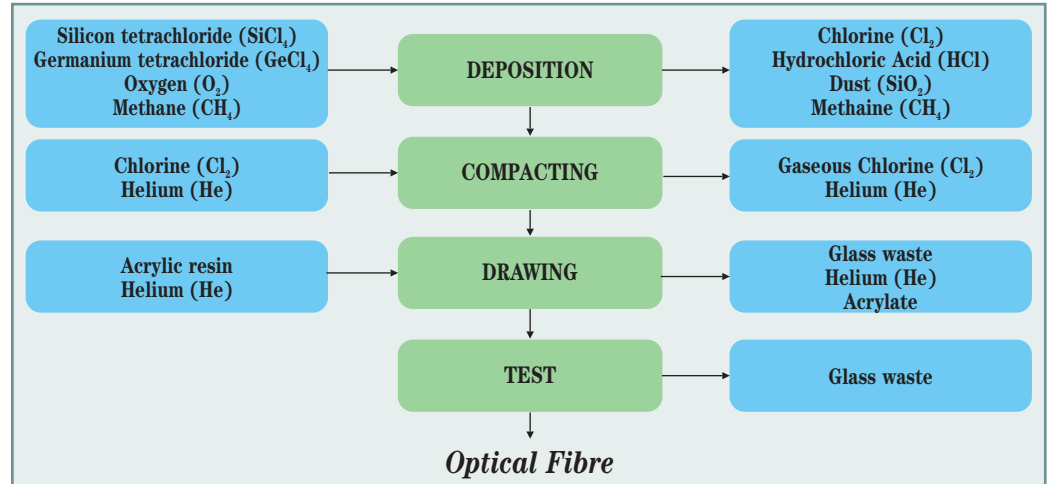 Silicon tetrachloride (SiCl₄)
Germanium tetrachloride (GeCl₄)
Oxygen (O₂)
Methane (CH₄)
DEPOSITION
Chlorine (Cl₂)
Hydrochloric Acid (HCl)
Dust (SiO₂)
Methaine (CH₄)
Chlorine (Cl₂)
Helium (He)
COMPACTING
Gaseous Chlorine (Cl₂)
Helium (He)
Acrylic resin
Helium (He)
DRAWING
Glass waste
Helium (He)
Acrylate
TEST
Glass waste
Optical Fibre